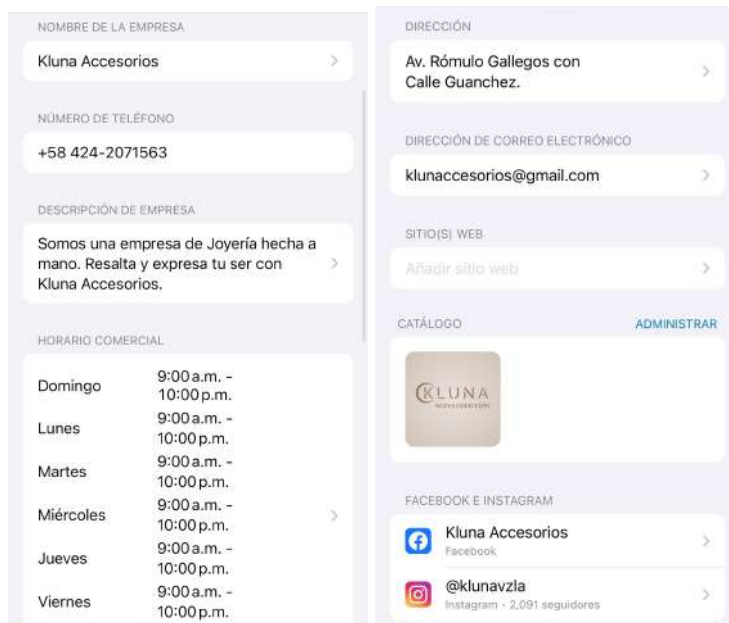 NOMBRE DE LA EMPRESA
Kluna Accesorios
NÚMERO DE TELÉFONO
+58 424-2071563
DESCRIPCIÓN DE EMPRESA
Somos una empresa de Joyería hecha a
mano. Resalta y expresa tu ser con
Kluna Accesorios.
HORARIO COMERCIAL
Domingo 9:00 a.m. -
10:00 p.m.
Lunes 9:00 a.m. -
10:00 p.m.
Martes 9:00 a.m. -
10:00 p.m.
Miércoles 9:00 a.m. -
10:00 p.m.
Jueves 9:00 a.m. -
10:00 p.m.
Viernes 9:00 a.m. -
10:00 p.m.
DIRECCIÓN
Av. Rómulo Gallegos con
Calle Guanchez.
DIRECCIÓN DE CORREO ELECTRÓNICO
klunaccesorios@gmail.com
SITIO(S) WEB
Añadir sitio web
CATÁLOGO ADMINISTRAR
KLUNA
NUEVA COLECCIÓN
FACEBOOK E INSTAGRAM
Kluna Accesorios
Facebook
@klunavzla
Instagram - 2,091 seguidores